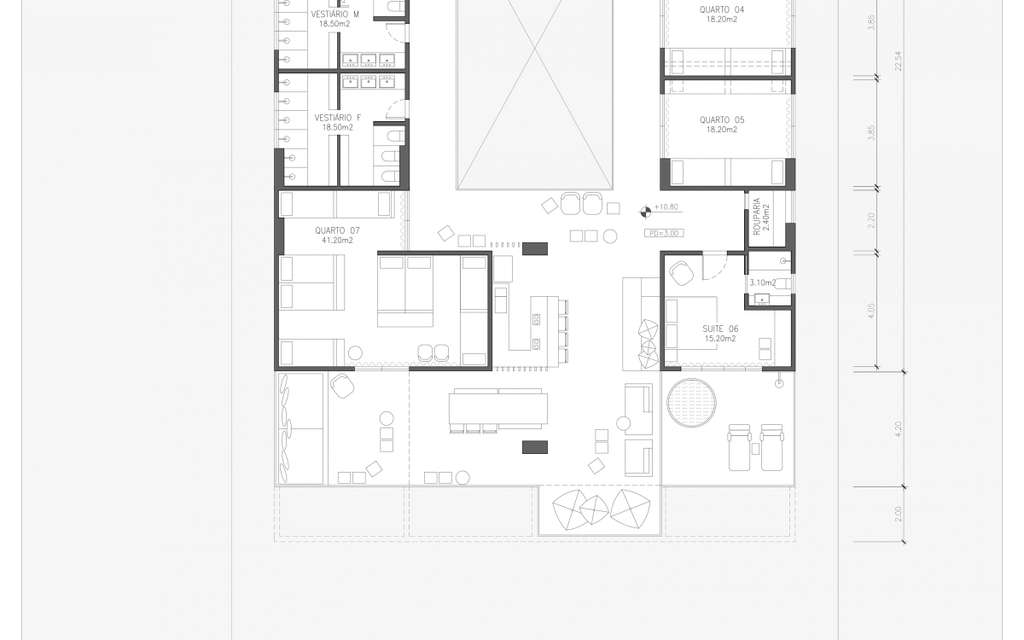 VESTIÁRIO M
18.50m2
QUARTO 04
18.20m2
3.85
22.54
VESTIÁRIO F
18.50m2
QUARTO 05
18.20m2
3.85
+10.80
PD=3.00
ROUPARIA
2.40m2
2.20
QUARTO 07
41.20m2
3.10m2
4.05
SUÍTE 06
15.20m2
4.20
2.00